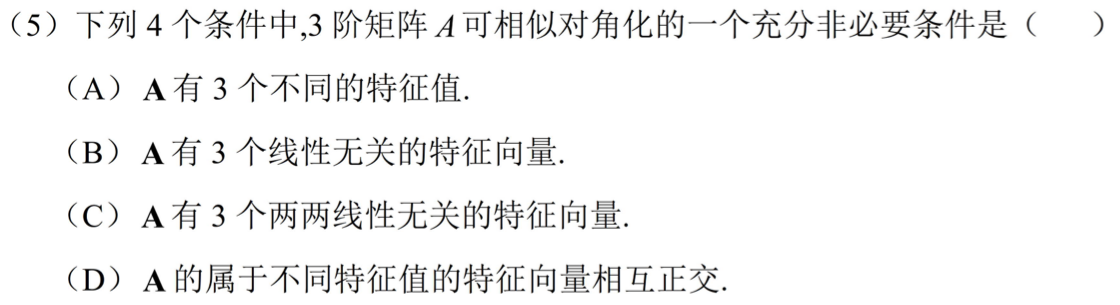 （5）下列 4 个条件中,3 阶矩阵 A 可相似对角化的一个充分非必要条件是（　　）
（A）A 有 3 个不同的特征值.
（B）A 有 3 个线性无关的特征向量.
（C）A 有 3 个两两线性无关的特征向量.
（D）A 的属于不同特征值的特征向量相互正交.